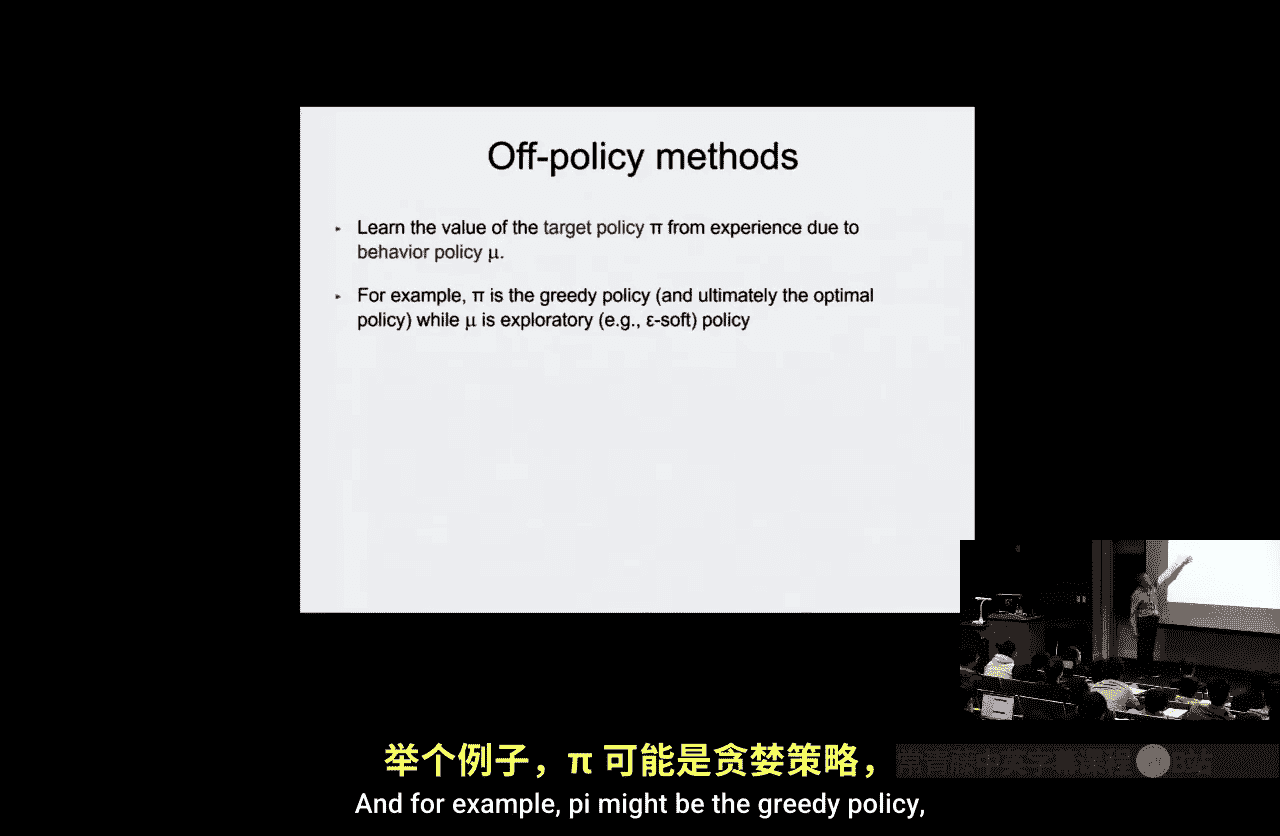 Off-policy methods
Learn the value of the target policy π from experience due to
behavior policy μ.
For example, π is the greedy policy (and ultimately the optimal
policy) while μ is exploratory (e.g., ε-soft) policy
举个例子，π 可能是贪婪策略，
And for example, pi might be the greedy policy,